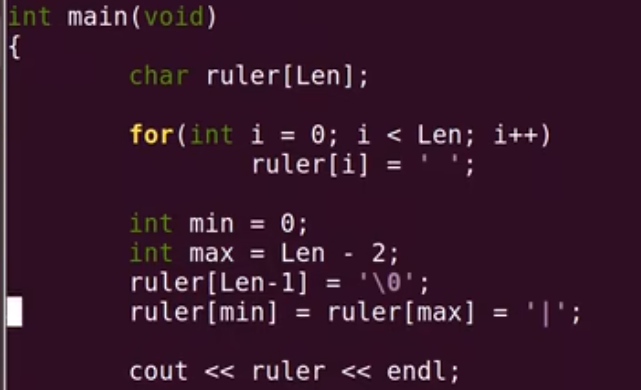 int main(void)
{
char ruler[Len];
for(int i = 0; i < Len; i++)
ruler[i] = ' ';
int min = 0;
int max = Len - 2;
ruler[Len-1] = '\0';
ruler[min] = ruler[max] = '|';
cout << ruler << endl;